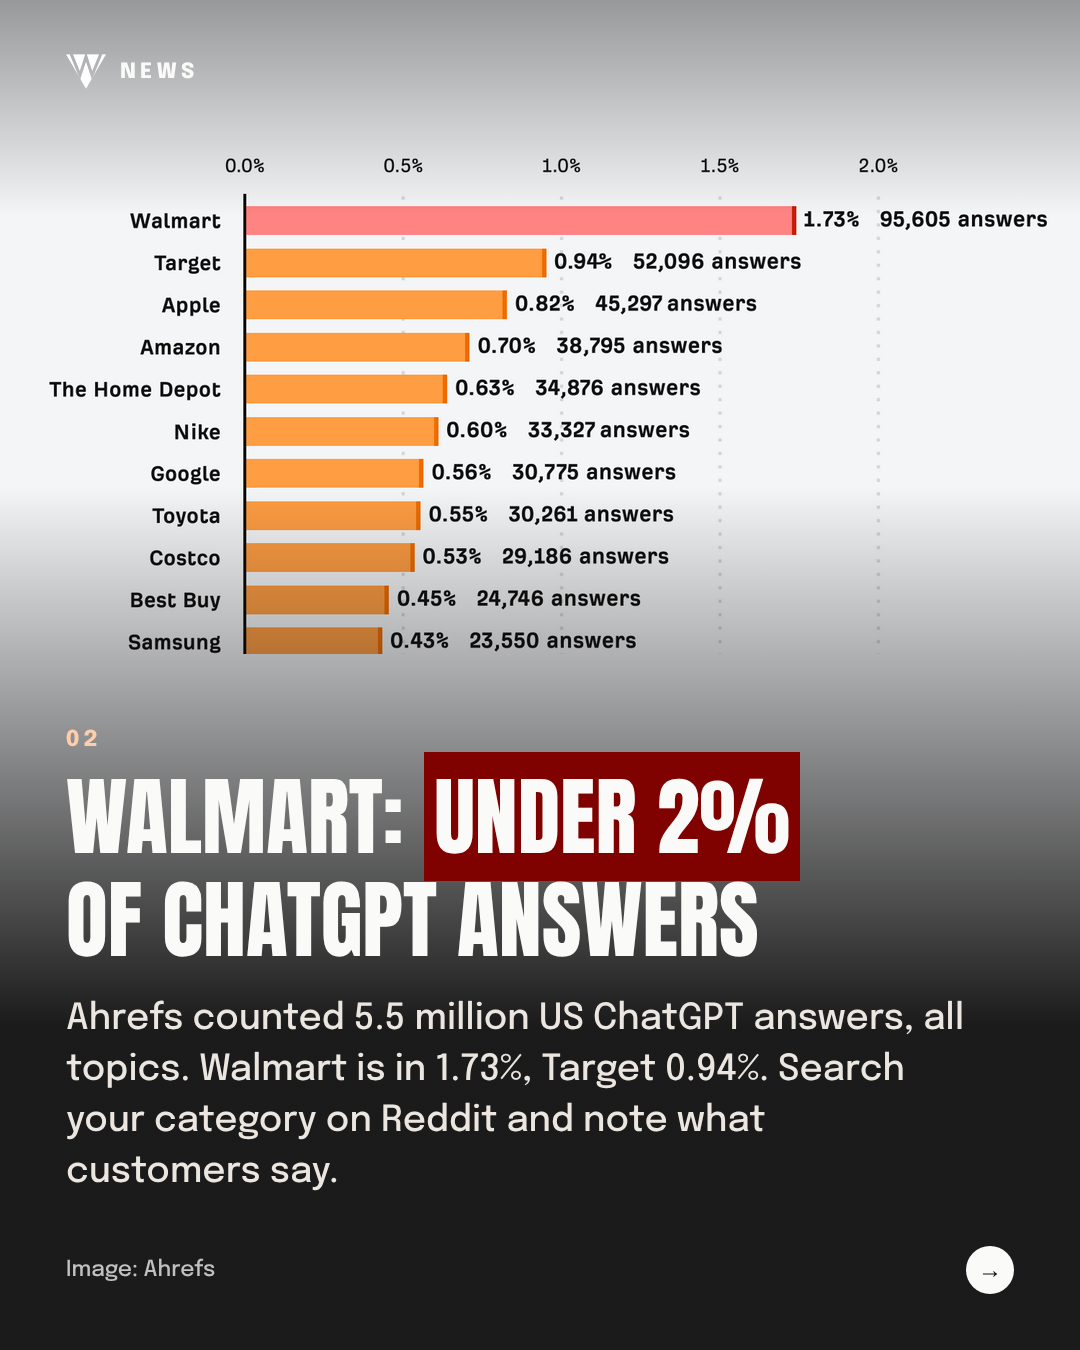 NEWS
0.0% 0.5% 1.0% 1.5% 2.0%
Walmart 1.73% 95,605 answers
Target 0.94% 52,096 answers
Apple 0.82% 45,297 answers
Amazon 0.70% 38,795 answers
The Home Depot 0.63% 34,876 answers
Nike 0.60% 33,327 answers
Google 0.56% 30,775 answers
Toyota 0.55% 30,261 answers
Costco 0.53% 29,186 answers
Best Buy 0.45% 24,746 answers
Samsung 0.43% 23,550 answers
02
WALMART: UNDER 2%
OF CHATGPT ANSWERS
Ahrefs counted 5.5 million US ChatGPT answers, all
topics. Walmart is in 1.73%, Target 0.94%. Search
your category on Reddit and note what
customers say.
Image: Ahrefs
→